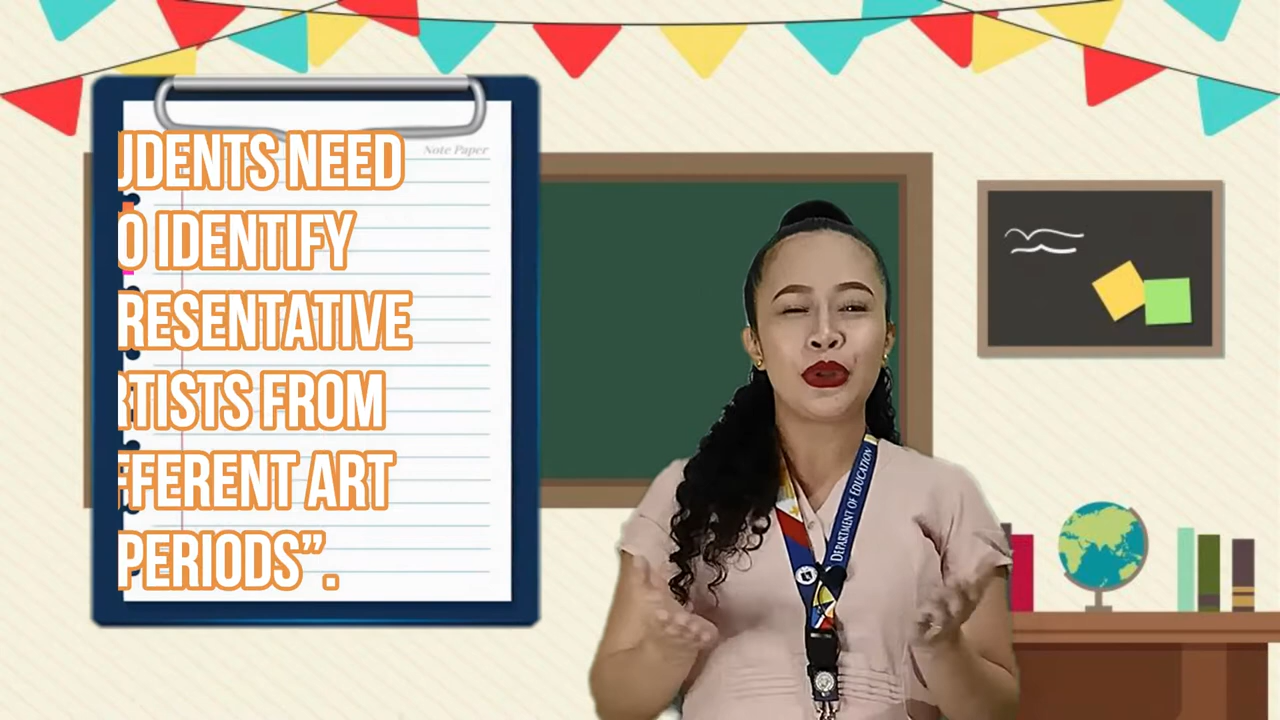 UDENTS NEED
O IDENTIFY
RESENTATIVE
RTISTS FROM
FFERENT ART
PERIODS”.
Note Paper
DEPARTMENT OF EDUCATION